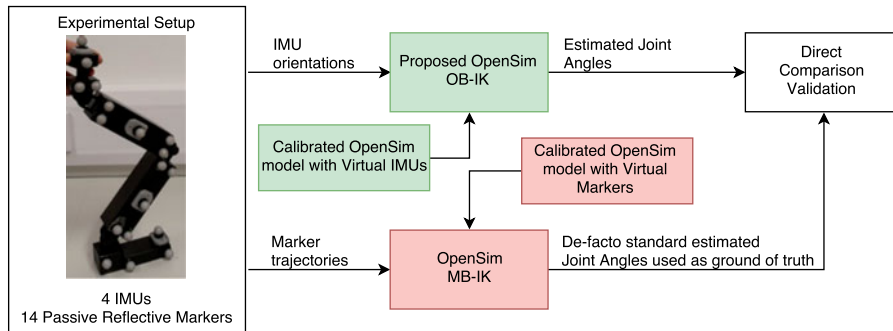 Experimental Setup
4 IMUs
14 Passive Reflective Markers
IMU
orientations
Proposed OpenSim
OB-IK
Estimated Joint
Angles
Direct
Comparison
Validation
Calibrated OpenSim
model with Virtual IMUs
Calibrated OpenSim
model with Virtual
Markers
Marker
trajectories
OpenSim
MB-IK
De-facto standard estimated
Joint Angles used as ground of truth